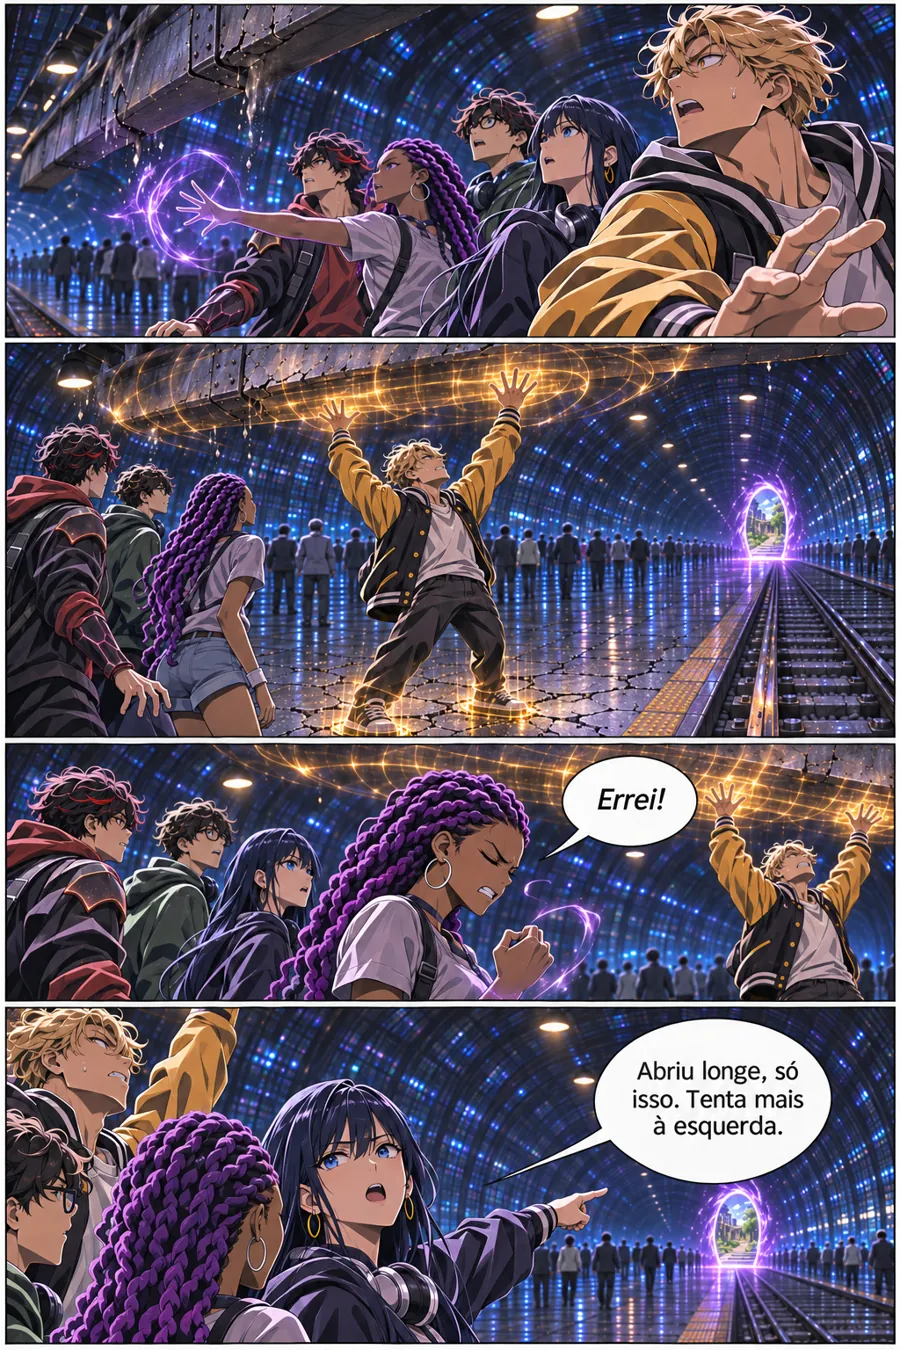 Errei!
Abriu longe, só
isso. Tenta mais
à esquerda.